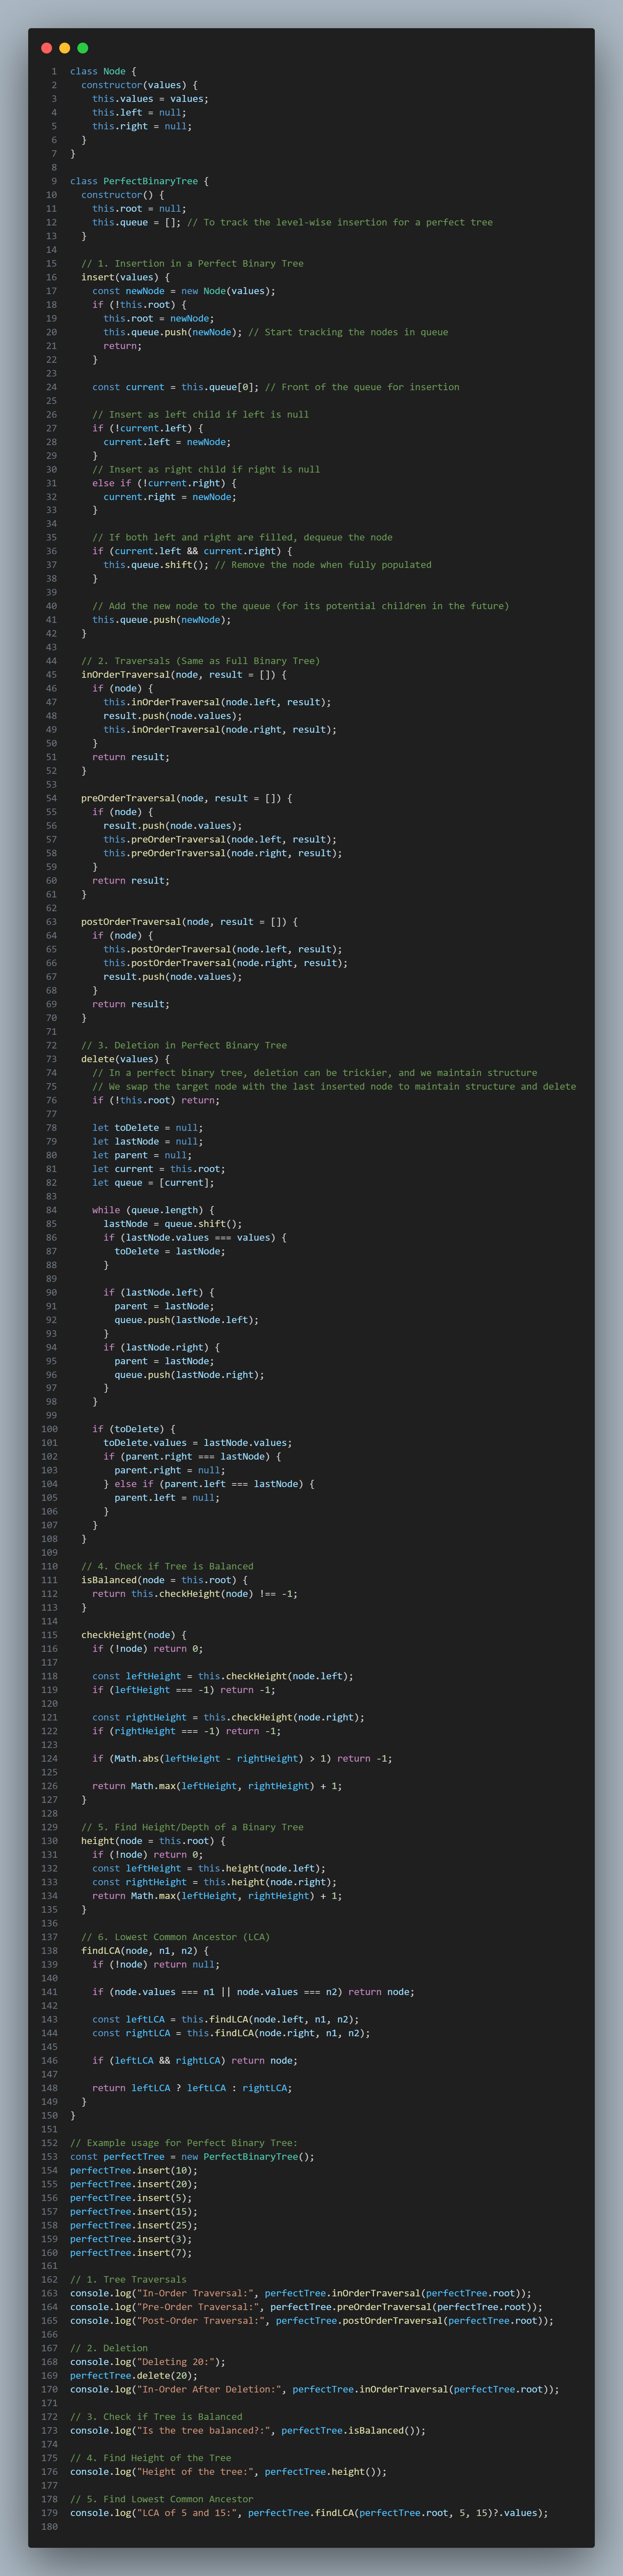 1 class Node {
2   constructor(values) {
3     this.values = values;
4     this.left = null;
5     this.right = null;
6   }
7 }
8
9 class PerfectBinaryTree {
10   constructor() {
11     this.root = null;
12     this.queue = []; // To track the level-wise insertion for a perfect tree
13   }
14
15   // 1. Insertion in a Perfect Binary Tree
16   insert(values) {
17     const newNode = new Node(values);
18     if (!this.root) {
19       this.root = newNode;
20       this.queue.push(newNode); // Start tracking the nodes in queue
21       return;
22     }
23
24     const current = this.queue[0]; // Front of the queue for insertion
25
26     // Insert as left child if left is null
27     if (!current.left) {
28       current.left = newNode;
29     }
30     // Insert as right child if right is null
31     else if (!current.right) {
32       current.right = newNode;
33     }
34
35     // If both left and right are filled, dequeue the node
36     if (current.left && current.right) {
37       this.queue.shift(); // Remove the node when fully populated
38     }
39
40     // Add the new node to the queue (for its potential children in the future)
41     this.queue.push(newNode);
42   }
43
44   // 2. Traversals (Same as Full Binary Tree)
45   inOrderTraversal(node, result = []) {
46     if (node) {
47       this.inOrderTraversal(node.left, result);
48       result.push(node.values);
49       this.inOrderTraversal(node.right, result);
50     }
51     return result;
52   }
53
54   preOrderTraversal(node, result = []) {
55     if (node) {
56       result.push(node.values);
57       this.preOrderTraversal(node.left, result);
58       this.preOrderTraversal(node.right, result);
59     }
60     return result;
61   }
62
63   postOrderTraversal(node, result = []) {
64     if (node) {
65       this.postOrderTraversal(node.left, result);
66       this.postOrderTraversal(node.right, result);
67       result.push(node.values);
68     }
69     return result;
70   }
71
72   // 3. Deletion in Perfect Binary Tree
73   delete(values) {
74     // In a perfect binary tree, deletion can be trickier, and we maintain structure
75     // We swap the target node with the last inserted node to maintain structure and delete
76     if (!this.root) return;
77
78     let toDelete = null;
79     let lastNode = null;
80     let parent = null;
81     let current = this.root;
82     let queue = [current];
83
84     while (queue.length) {
85       lastNode = queue.shift();
86       if (lastNode.values === values) {
87         toDelete = lastNode;
88       }
89
90       if (lastNode.left) {
91         parent = lastNode;
92         queue.push(lastNode.left);
93       }
94       if (lastNode.right) {
95         parent = lastNode;
96         queue.push(lastNode.right);
97       }
98     }
99
100     if (toDelete) {
101       toDelete.values = lastNode.values;
102       if (parent.right === lastNode) {
103         parent.right = null;
104       } else if (parent.left === lastNode) {
105         parent.left = null;
106       }
107     }
108   }
109
110   // 4. Check if Tree is Balanced
111   isBalanced(node = this.root) {
112     return this.checkHeight(node) !== -1;
113   }
114
115   checkHeight(node) {
116     if (!node) return 0;
117
118     const leftHeight = this.checkHeight(node.left);
119     if (leftHeight === -1) return -1;
120
121     const rightHeight = this.checkHeight(node.right);
122     if (rightHeight === -1) return -1;
123
124     if (Math.abs(leftHeight - rightHeight) > 1) return -1;
125
126     return Math.max(leftHeight, rightHeight) + 1;
127   }
128
129   // 5. Find Height/Depth of a Binary Tree
130   height(node = this.root) {
131     if (!node) return 0;
132     const leftHeight = this.height(node.left);
133     const rightHeight = this.height(node.right);
134     return Math.max(leftHeight, rightHeight) + 1;
135   }
136
137   // 6. Lowest Common Ancestor (LCA)
138   findLCA(node, n1, n2) {
139     if (!node) return null;
140
141     if (node.values === n1 || node.values === n2) return node;
142
143     const leftLCA = this.findLCA(node.left, n1, n2);
144     const rightLCA = this.findLCA(node.right, n1, n2);
145
146     if (leftLCA && rightLCA) return node;
147
148     return leftLCA ? leftLCA : rightLCA;
149   }
150 }
151
152 // Example usage for Perfect Binary Tree:
153 const perfectTree = new PerfectBinaryTree();
154 perfectTree.insert(10);
155 perfectTree.insert(20);
156 perfectTree.insert(5);
157 perfectTree.insert(15);
158 perfectTree.insert(25);
159 perfectTree.insert(3);
160 perfectTree.insert(7);
161
162 // 1. Tree Traversals
163 console.log("In-Order Traversal:", perfectTree.inOrderTraversal(perfectTree.root));
164 console.log("Pre-Order Traversal:", perfectTree.preOrderTraversal(perfectTree.root));
165 console.log("Post-Order Traversal:", perfectTree.postOrderTraversal(perfectTree.root));
166
167 // 2. Deletion
168 console.log("Deleting 20:");
169 perfectTree.delete(20);
170 console.log("In-Order After Deletion:", perfectTree.inOrderTraversal(perfectTree.root));
171
172 // 3. Check if Tree is Balanced
173 console.log("Is the tree balanced?:", perfectTree.isBalanced());
174
175 // 4. Find Height of the Tree
176 console.log("Height of the tree:", perfectTree.height());
177
178 // 5. Find Lowest Common Ancestor
179 console.log("LCA of 5 and 15:", perfectTree.findLCA(perfectTree.root, 5, 15)?.values);
180